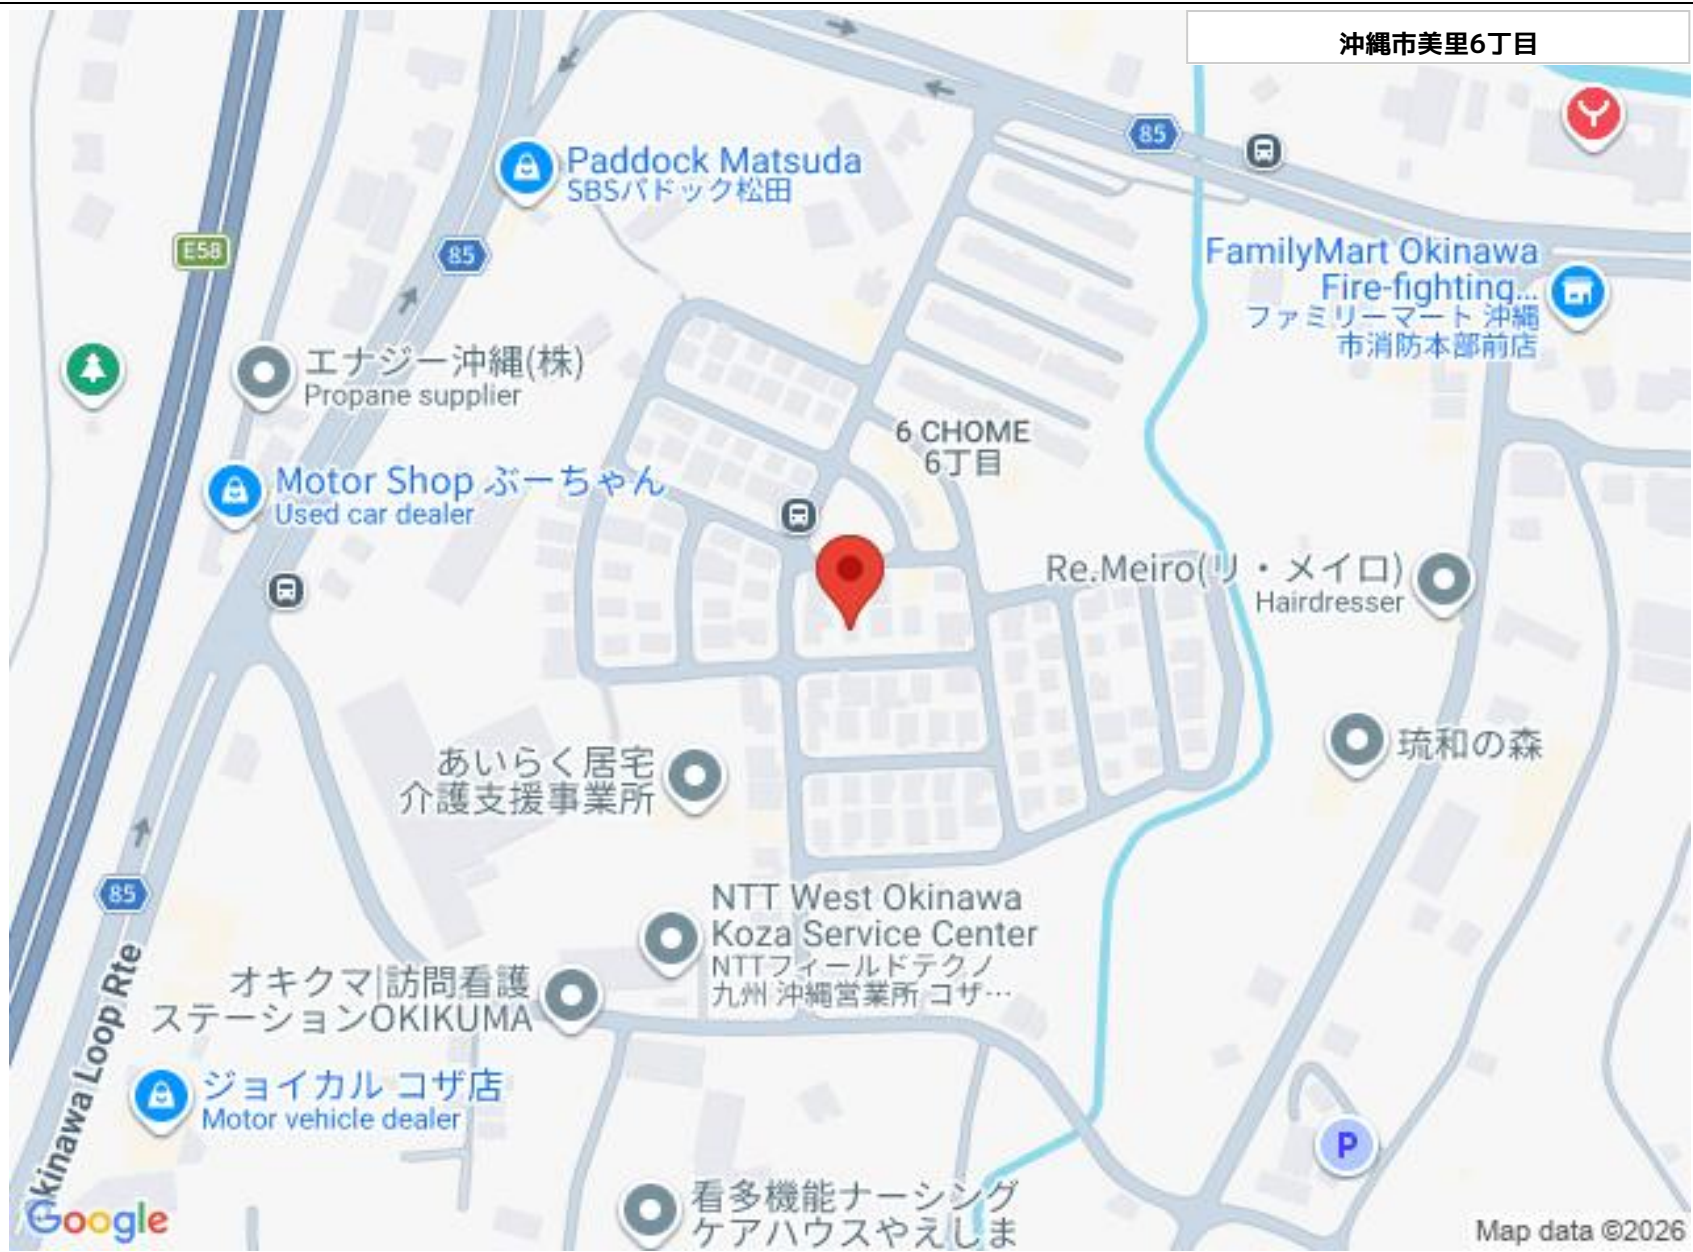 沖縄市美里6丁目
85
Paddock Matsuda
SBSパドック松田
E58
85
FamilyMart Okinawa
Fire-fighting...
ファミリーマート 沖縄
市消防本部前店
エナジー沖縄(株)
Propane supplier
6 CHOME
6丁目
Motor Shop ぶーちゃん
Used car dealer
Re.Meiro(リ・メイロ)
Hairdresser
琉和の森
あいらく居宅
介護支援事業所
85
NTT West Okinawa
Koza Service Center
NTTフィールドテクノ
九州 沖縄営業所 コザ…
オキクマ|訪問看護
ステーションOKIKUMA
kinawa Loop Rte
ジョイカル コザ店
Motor vehicle dealer
P
看多機能ナーシング
ケアハウスやえしま
Google
Map data ©2026